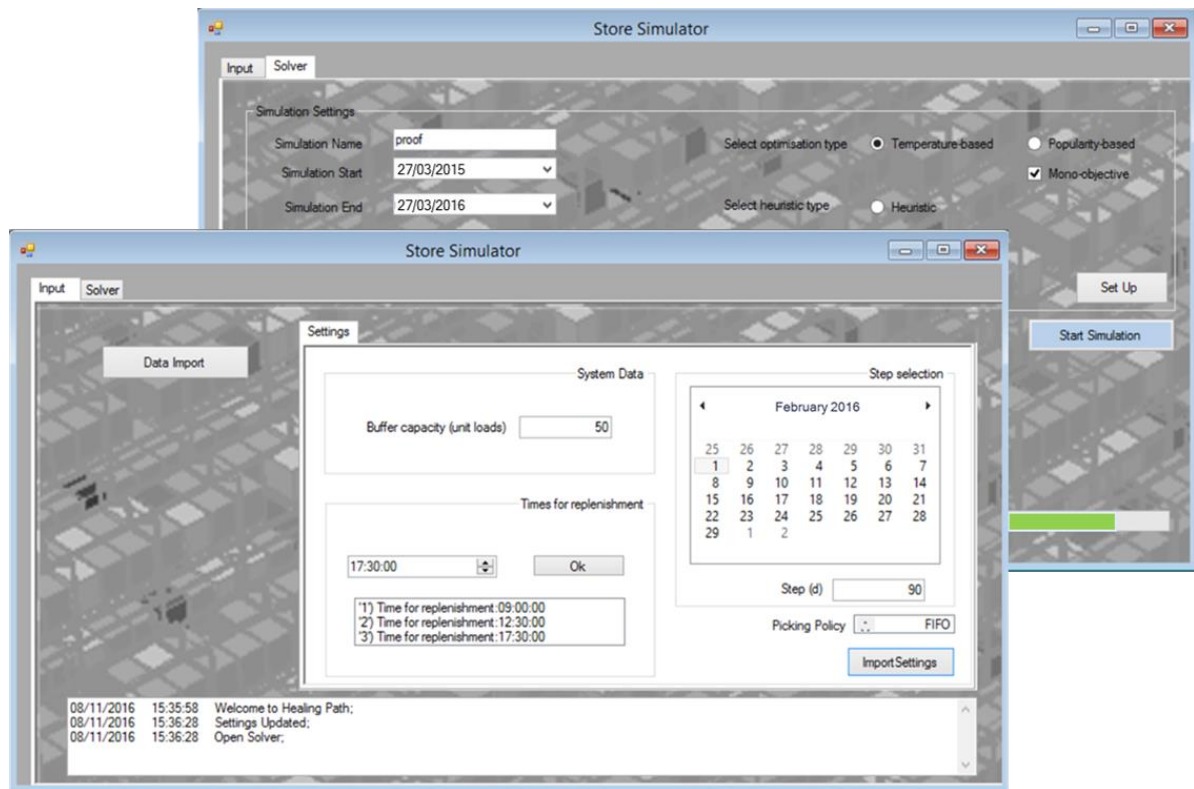 Store Simulator
Input Solver
Simulation Settings
Simulation Name proof
Simulation Start 27/03/2015
Simulation End 27/03/2016
Select optimisation type Temperature-based Popularity-based
Mono-objective
Select heuristic type Heuristic
Set Up
Start Simulation
Store Simulator
Input Solver
Data Import
Settings
System Data
Buffer capacity (unit loads) 50
Times for replenishment
17:30:00 Ok
'1') Time for replenishment:09:00:00
'2') Time for replenishment:12:30:00
'3') Time for replenishment:17:30:00
Step selection
February 2016
25 26 27 28 29 30 31
1 2 3 4 5 6 7
8 9 10 11 12 13 14
15 16 17 18 19 20 21
22 23 24 25 26 27 28
29 1 2
Step (d) 90
Picking Policy FIFO
ImportSettings
08/11/2016 15:35:58 Welcome to Healing Path;
08/11/2016 15:36:28 Settings Updated;
08/11/2016 15:36:28 Open Solver;